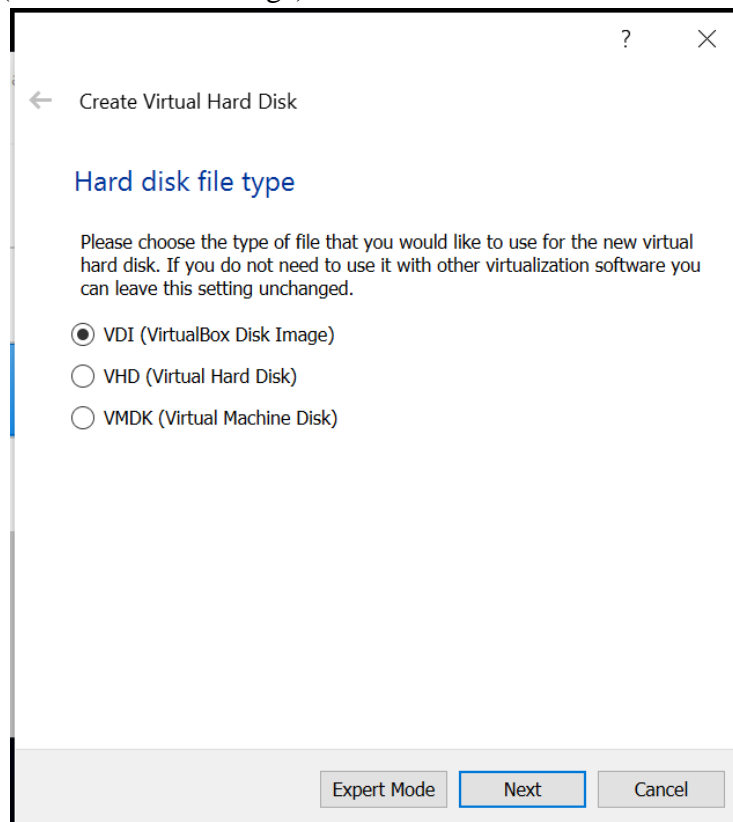 ?
Create Virtual Hard Disk
Hard disk file type
Please choose the type of file that you would like to use for the new virtual
hard disk. If you do not need to use it with other virtualization software you
can leave this setting unchanged.
VDI (VirtualBox Disk Image)
VHD (Virtual Hard Disk)
VMDK (Virtual Machine Disk)
Expert Mode Next Cancel